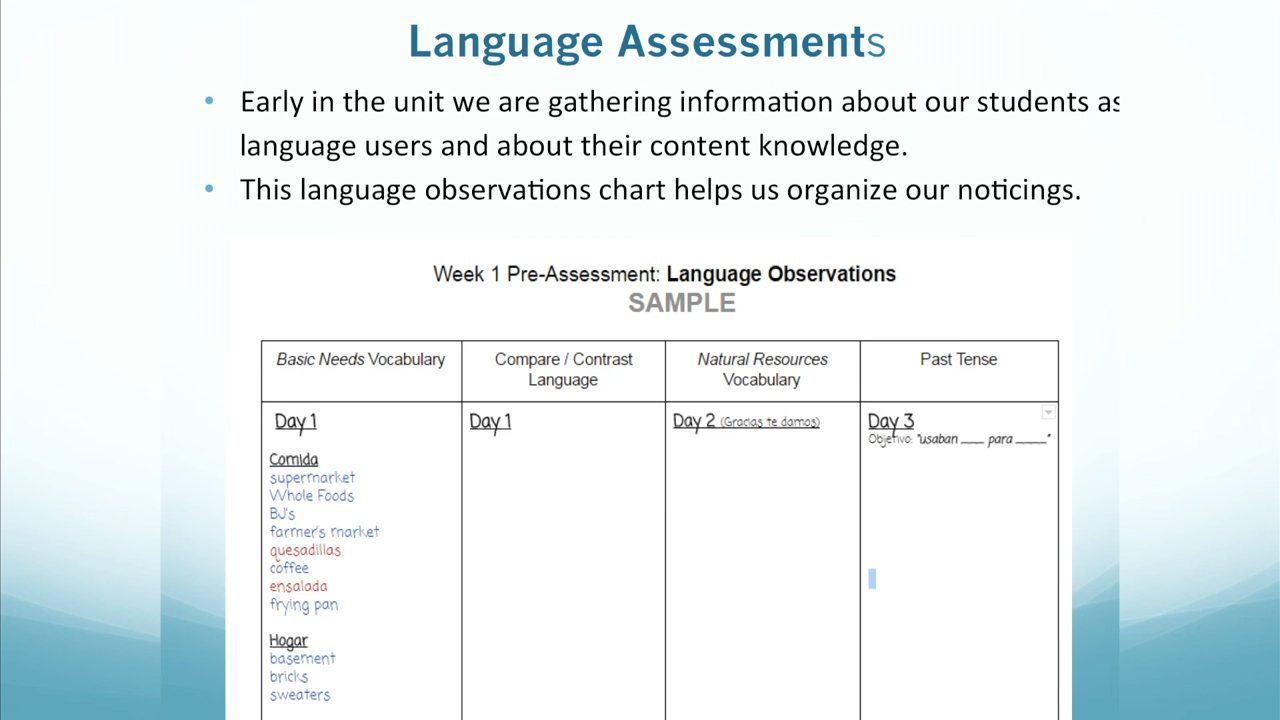 Language Assessments
• Early in the unit we are gathering information about our students as
language users and about their content knowledge.
• This language observations chart helps us organize our noticings.
Week 1 Pre-Assessment: Language Observations
SAMPLE
Basic Needs Vocabulary
Compare / Contrast
Language
Natural Resources
Vocabulary
Past Tense
Day 1
Comida
supermarket
Whole Foods
BJ's
farmer's market
quesadillas
coffee
ensalada
frying pan
Hogar
basement
bricks
sweaters
Day 1
Day 2 (Gracias te damos)
Day 3
Objetivo: "usaban ____ para _____."